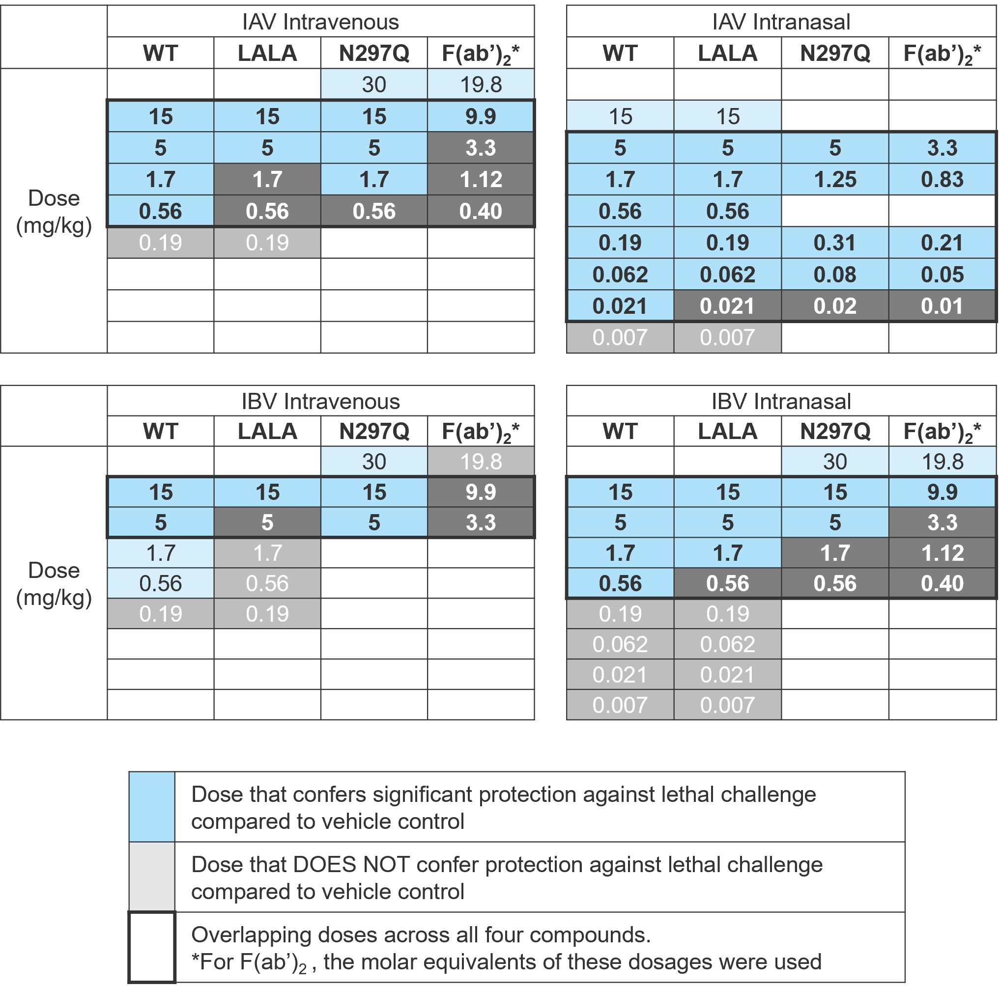 IAV Intravenous
WT LALA N297Q F(ab’)2*
30 19.8
15 15 15 9.9
5 5 5 3.3
1.7 1.7 1.7 1.12
Dose
(mg/kg)
0.56 0.56 0.56 0.40
0.19 0.19
IAV Intranasal
WT LALA N297Q F(ab’)2*
15 15
5 5 5 3.3
1.7 1.7 1.25 0.83
0.56 0.56
0.19 0.19 0.31 0.21
0.062 0.062 0.08 0.05
0.021 0.021 0.02 0.01
0.007 0.007
IBV Intravenous
WT LALA N297Q F(ab’)2*
30 19.8
15 15 15 9.9
5 5 5 3.3
1.7 1.7
Dose
(mg/kg)
0.56 0.56
0.19 0.19
IBV Intranasal
WT LALA N297Q F(ab’)2*
30 19.8
15 15 15 9.9
5 5 5 3.3
1.7 1.7 1.7 1.12
0.56 0.56 0.56 0.40
0.19 0.19
0.062 0.062
0.021 0.021
0.007 0.007
Dose that confers significant protection against lethal challenge
compared to vehicle control
Dose that DOES NOT confer protection against lethal challenge
compared to vehicle control
Overlapping doses across all four compounds.
*For F(ab’)2 , the molar equivalents of these dosages were used